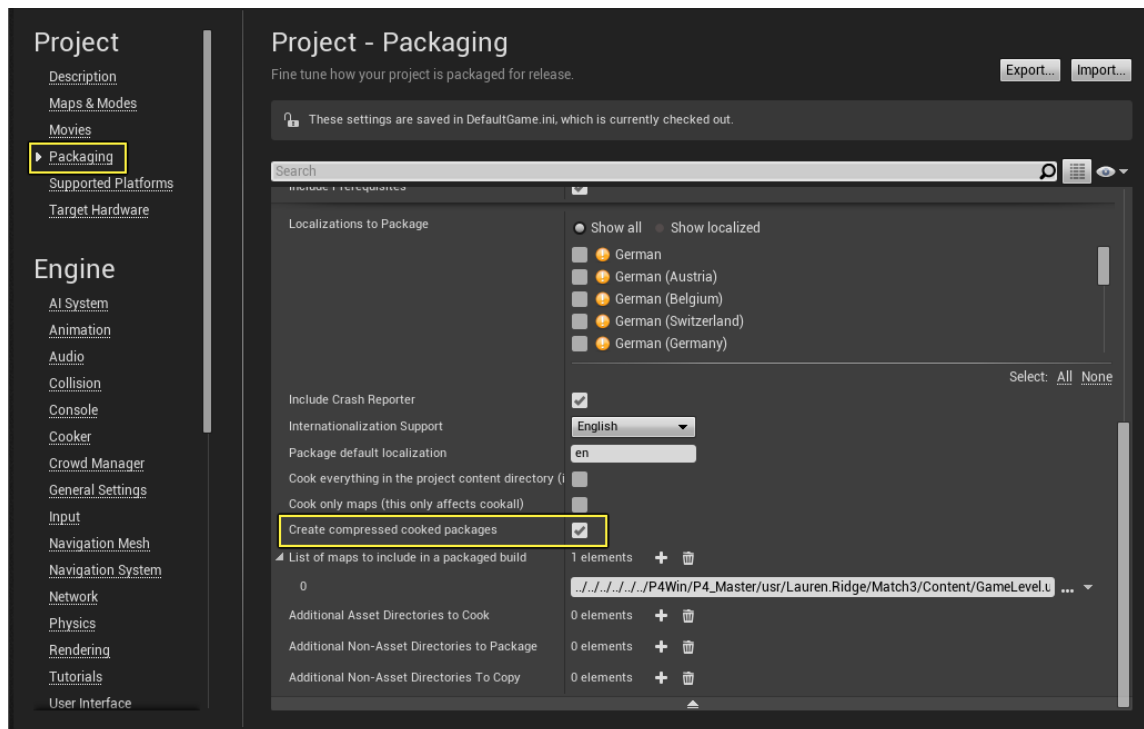 Project
Description
Maps & Modes
Movies
Packaging
Supported Platforms
Target Hardware
Engine
AI System
Animation
Audio
Collision
Console
Cooker
Crowd Manager
General Settings
Input
Navigation Mesh
Navigation System
Network
Physics
Rendering
Tutorials
User Interface
Project - Packaging
Fine tune how your project is packaged for release.
Export... Import...
These settings are saved in DefaultGame.ini, which is currently checked out.
Search
Include Prerequisites
Localizations to Package
Show all Show localized
German
German (Austria)
German (Belgium)
German (Switzerland)
German (Germany)
Select: All None
Include Crash Reporter
Internationalization Support English
Package default localization en
Cook everything in the project content directory (i
Cook only maps (this only affects cookall)
Create compressed cooked packages
List of maps to include in a packaged build 1 elements
0 ../../../../../../P4Win/P4_Master/usr/Lauren.Ridge/Match3/Content/GameLevel.u ...
Additional Asset Directories to Cook 0 elements
Additional Non-Asset Directories to Package 0 elements
Additional Non-Asset Directories To Copy 0 elements